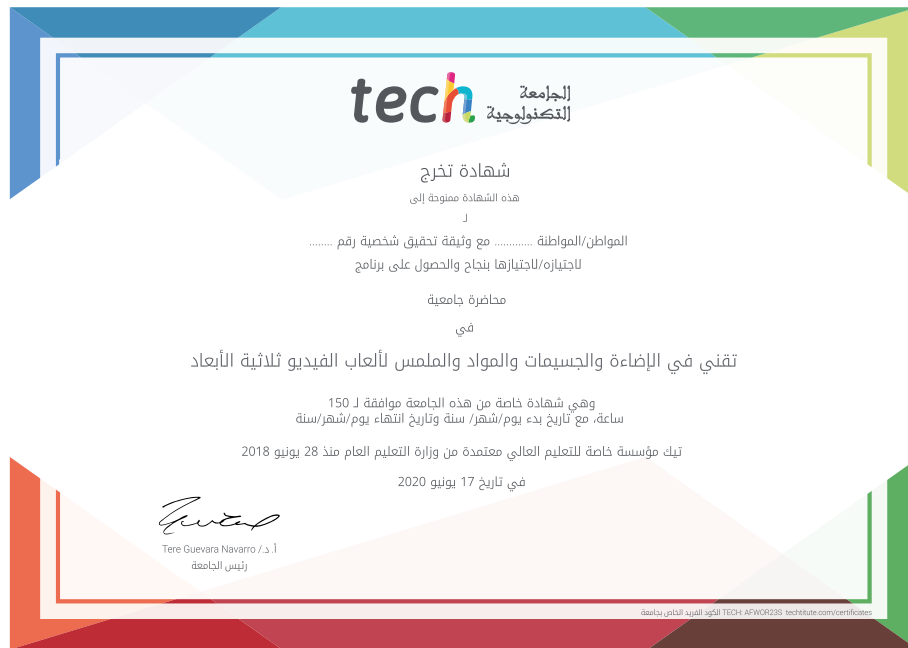 tech الجامعة
التكنولوجية
شهادة تخرج
هذه الشهادة ممنوحة إلى
لـ
المواطن/المواطنة ............ مع وثيقة تحقيق شخصية رقم ........
لاجتيازه/لاجتيازها بنجاح والحصول على برنامج
محاضرة جامعية
في
تقني في الإضاءة والجسيمات والمواد والملمس لألعاب الفيديو ثلاثية الأبعاد
وهي شهادة خاصة من هذه الجامعة موافقة لـ 150
ساعة، مع تاريخ بدء يوم/شهر/ سنة وتاريخ انتهاء يوم/شهر/سنة
تيك مؤسسة خاصة للتعليم العالي معتمدة من وزارة التعليم العام منذ 28 يونيو 2018
في تاريخ 17 يونيو 2020
أ. د./ Tere Guevara Navarro
رئيس الجامعة
الكود الفريد الخاص بجامعة TECH: AFWOR23S techtitute.com/certificates